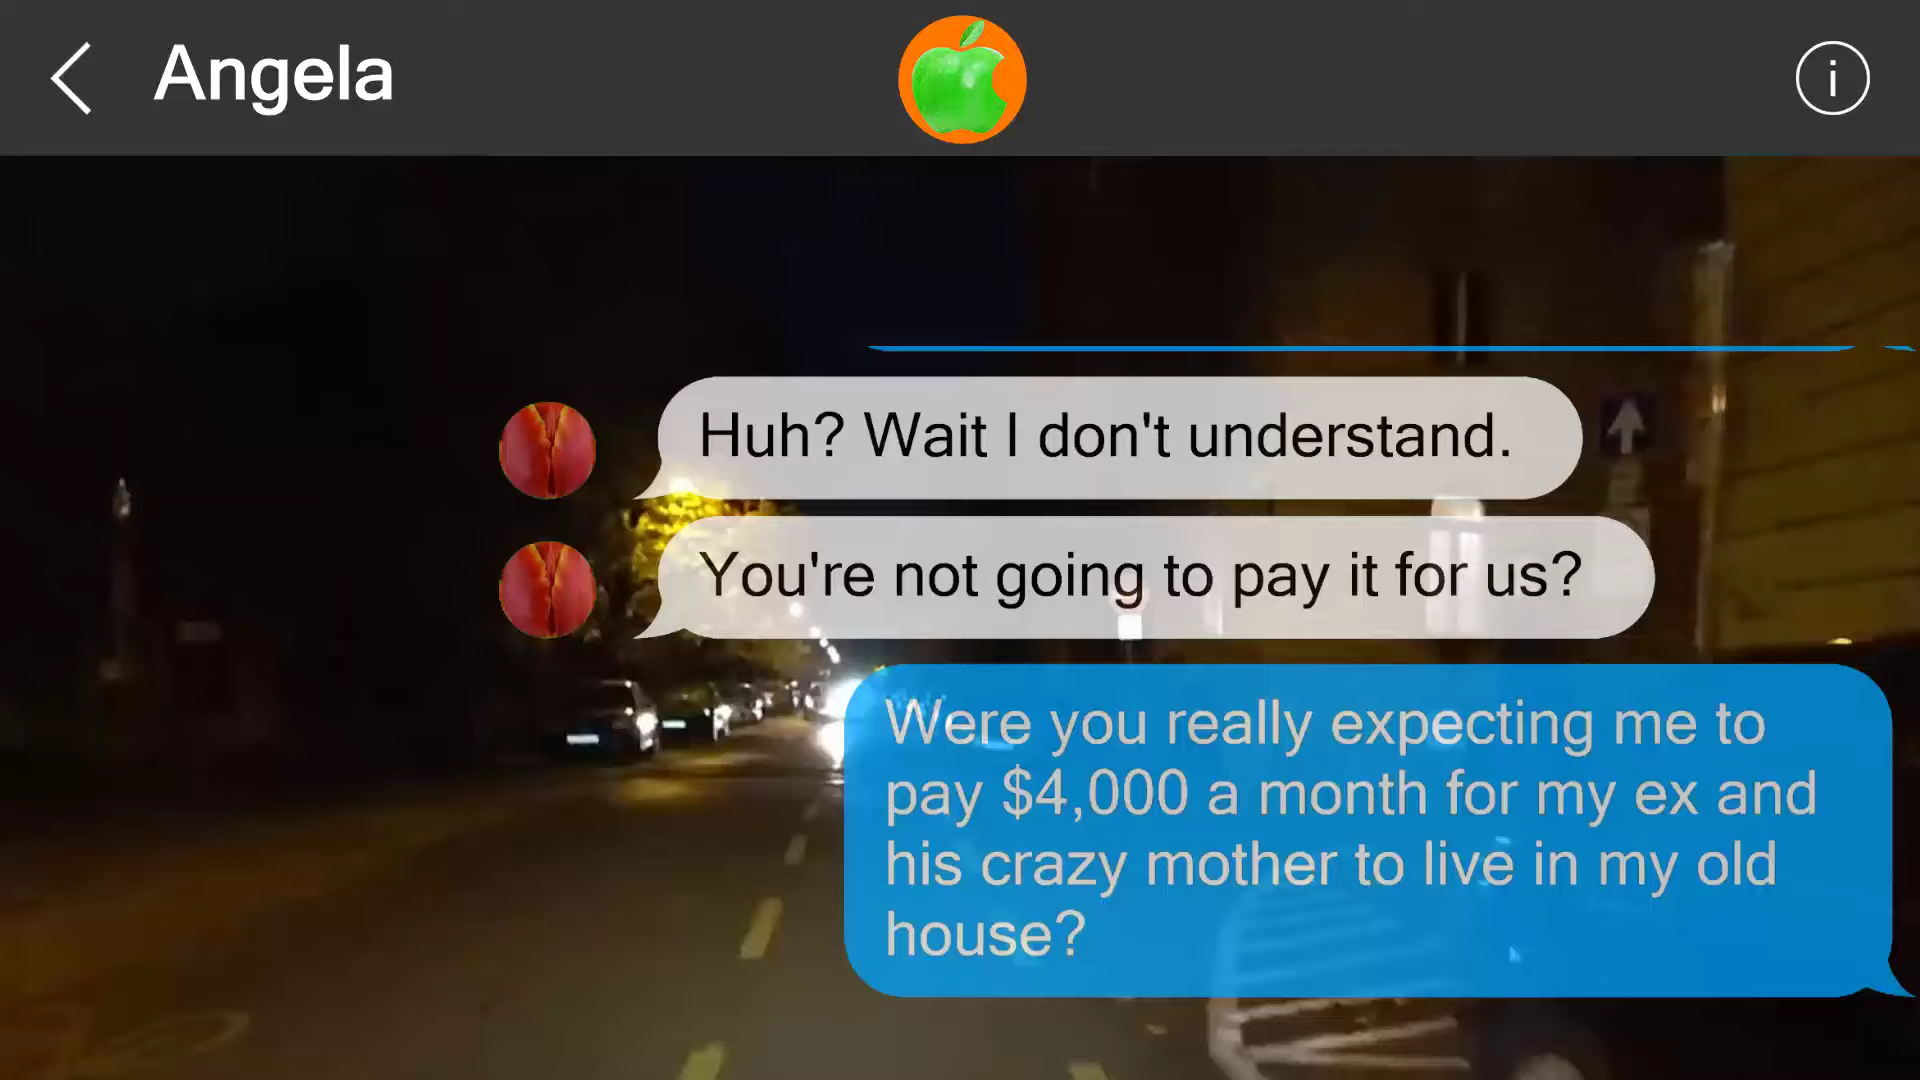 Angela
Huh? Wait I don't understand.
You're not going to pay it for us?
Were you really expecting me to
pay $4,000 a month for my ex and
his crazy mother to live in my old
house?